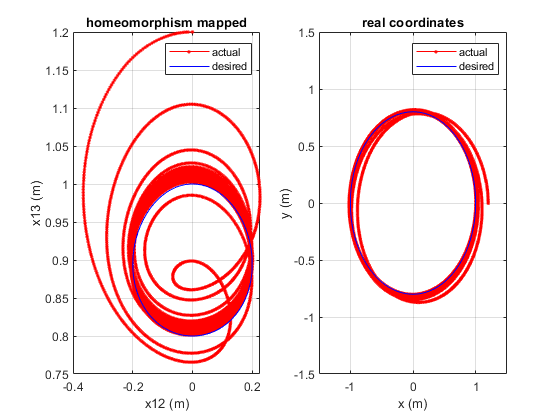 homeomorphism mapped
1.2
1.15
1.1
1.05
1
0.95
0.9
0.85
0.8
0.75
x13 (m)
-0.4
-0.2
0
0.2
x12 (m)
actual
desired
real coordinates
1.5
1
0.5
0
-0.5
-1
-1.5
y (m)
-1
0
1
x (m)
actual
desired